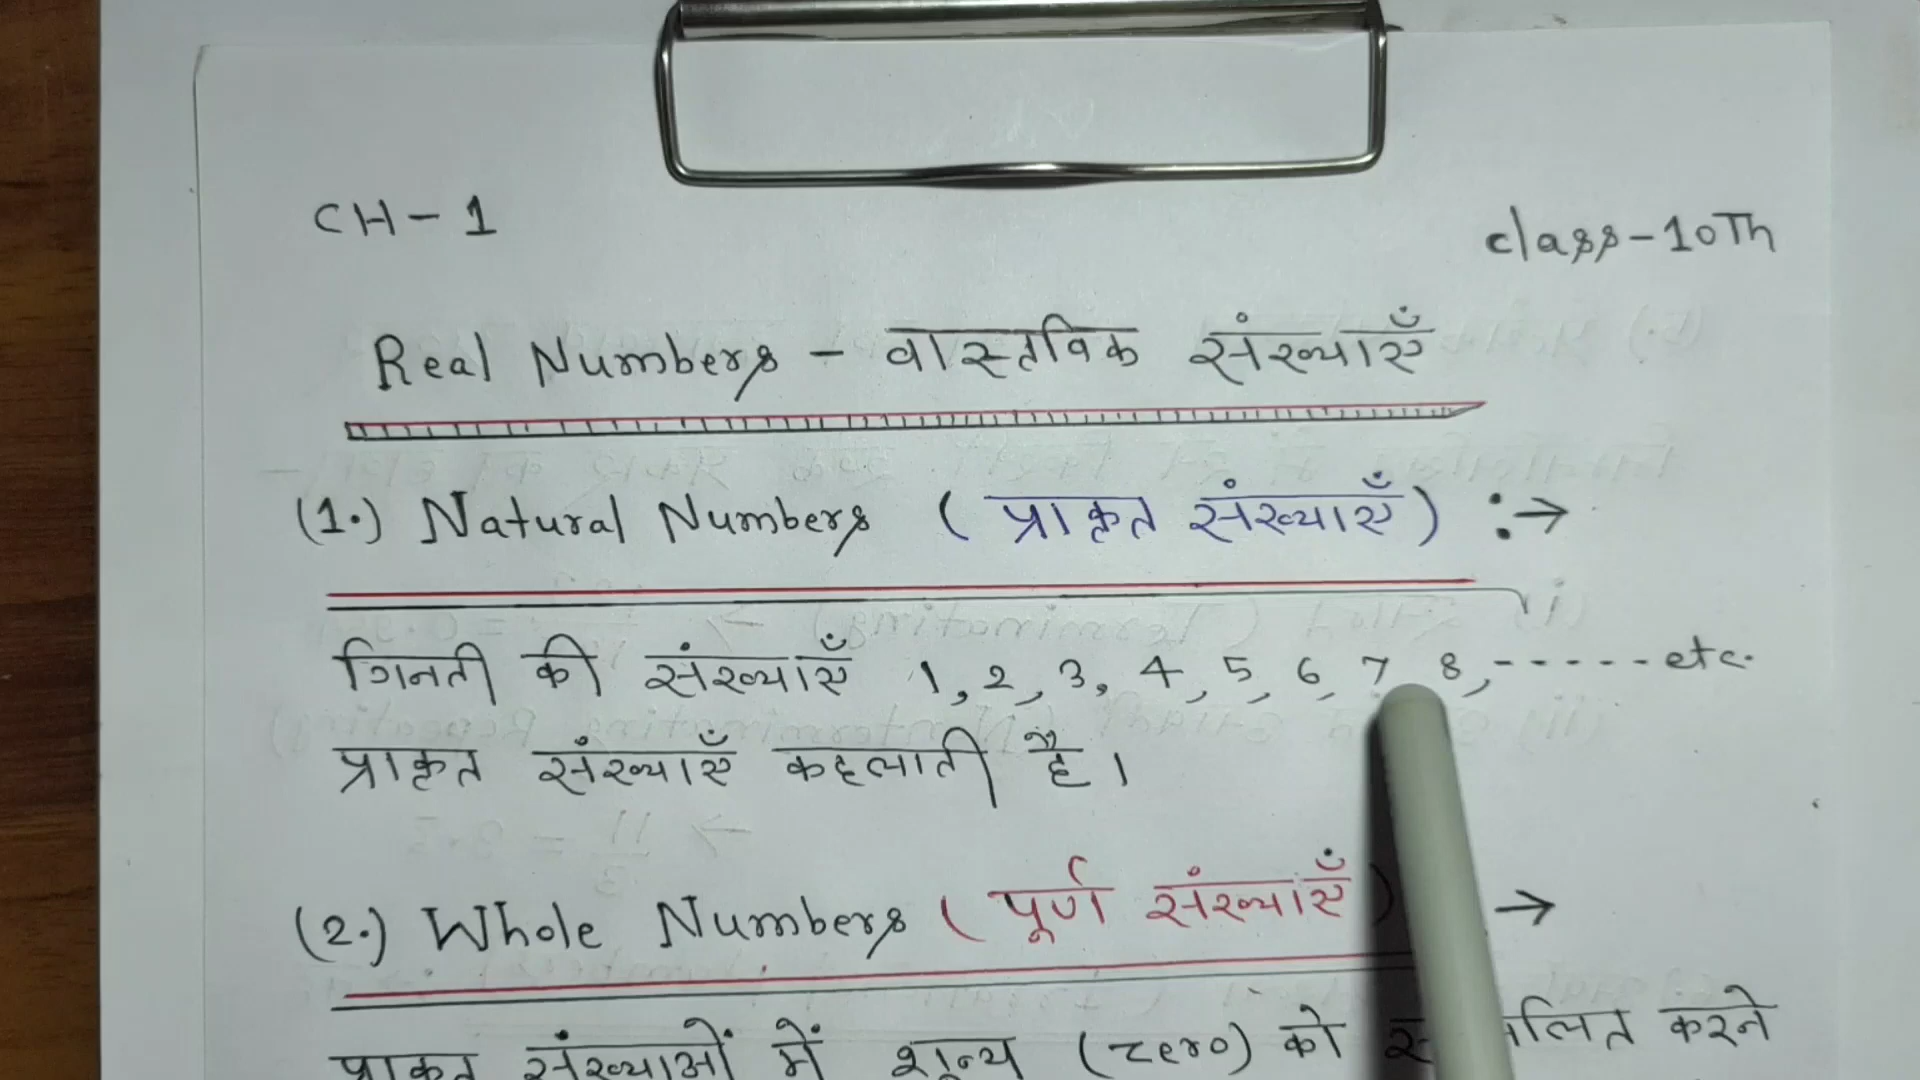 CH-1
class-10Th
Real Numbers - वास्तविक संख्याएँ
(1.) Natural Numbers (प्राकृत संख्याएँ) :→
गिनती की संख्याएँ 1, 2, 3, 4, 5, 6, 7 8,-----etc.
प्राकृत संख्याएँ कहलाती है।
(2.) Whole Numbers (पूर्ण संख्याएँ) →
प्राकृत संख्याओं में शून्य (zero) को करने